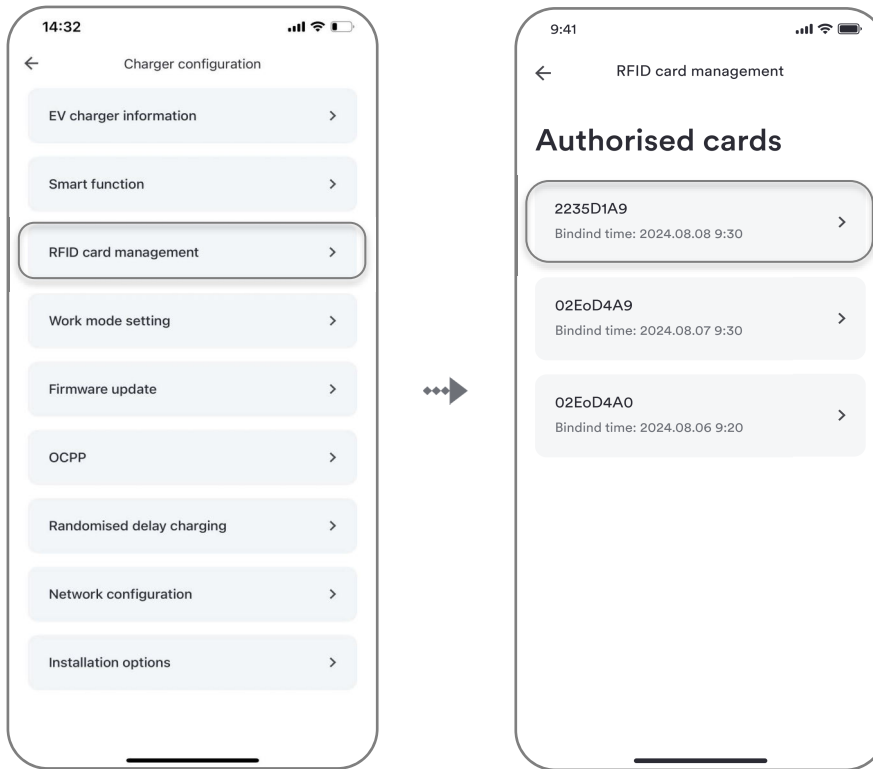 14:32
Charger configuration
EV charger information
Smart function
RFID card management
Work mode setting
Firmware update
OCPP
Randomised delay charging
Network configuration
Installation options
9:41
RFID card management
Authorised cards
2235D1A9
Bindind time: 2024.08.08 9:30
02EoD4A9
Bindind time: 2024.08.07 9:30
02EoD4A0
Bindind time: 2024.08.06 9:20